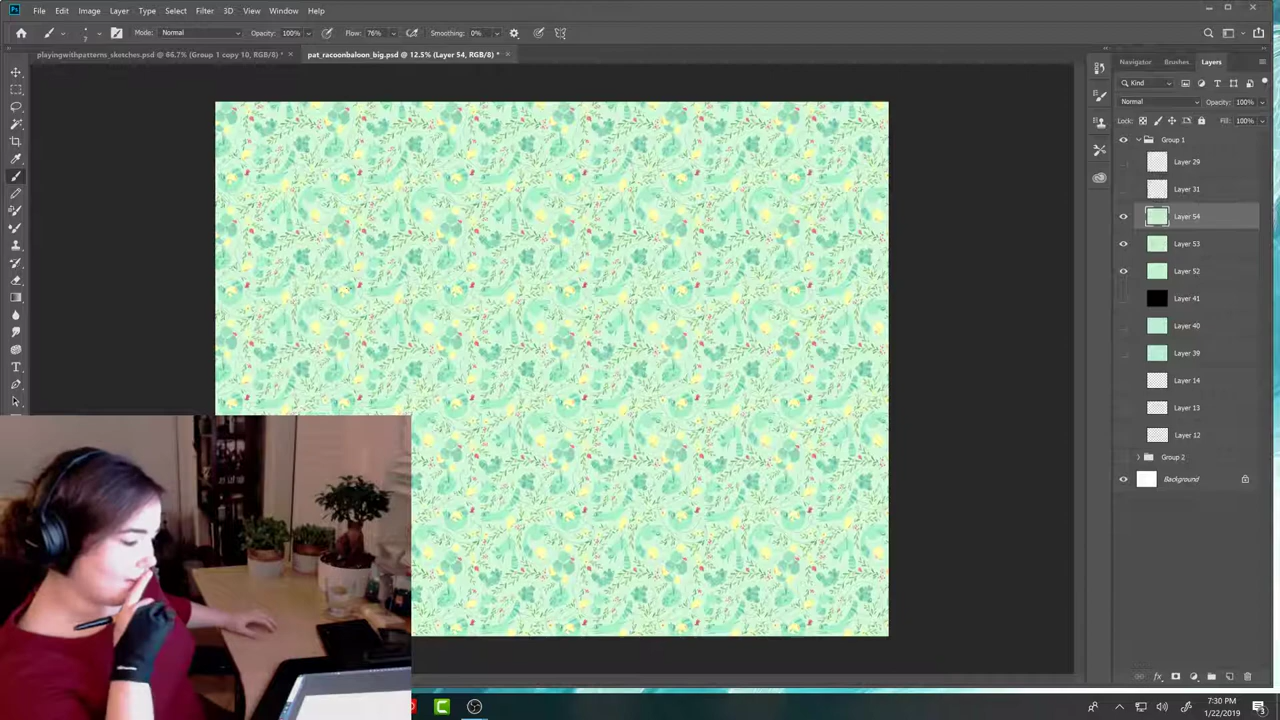 Ps File Edit Image Layer Type Select Filter 3D View Window Help
Mode: Normal Opacity: 100% Flow: 76% Smoothing: 0%
playingwithpatterns_sketches.psd @ 66.7% (Group 1 copy 10, RGB/8) * × pat_racoonbaloon_big.psd @ 12.5% (Layer 54, RGB/8) * ×
Navigator Brushes Layers
Kind
Normal Opacity: 100%
Lock: Fill: 100%
Group 1
Layer 29
Layer 31
Layer 54
Layer 53
Layer 52
Layer 41
Layer 40
Layer 39
Layer 14
Layer 13
Layer 12
Group 2
Background
7:30 PM
1/22/2019